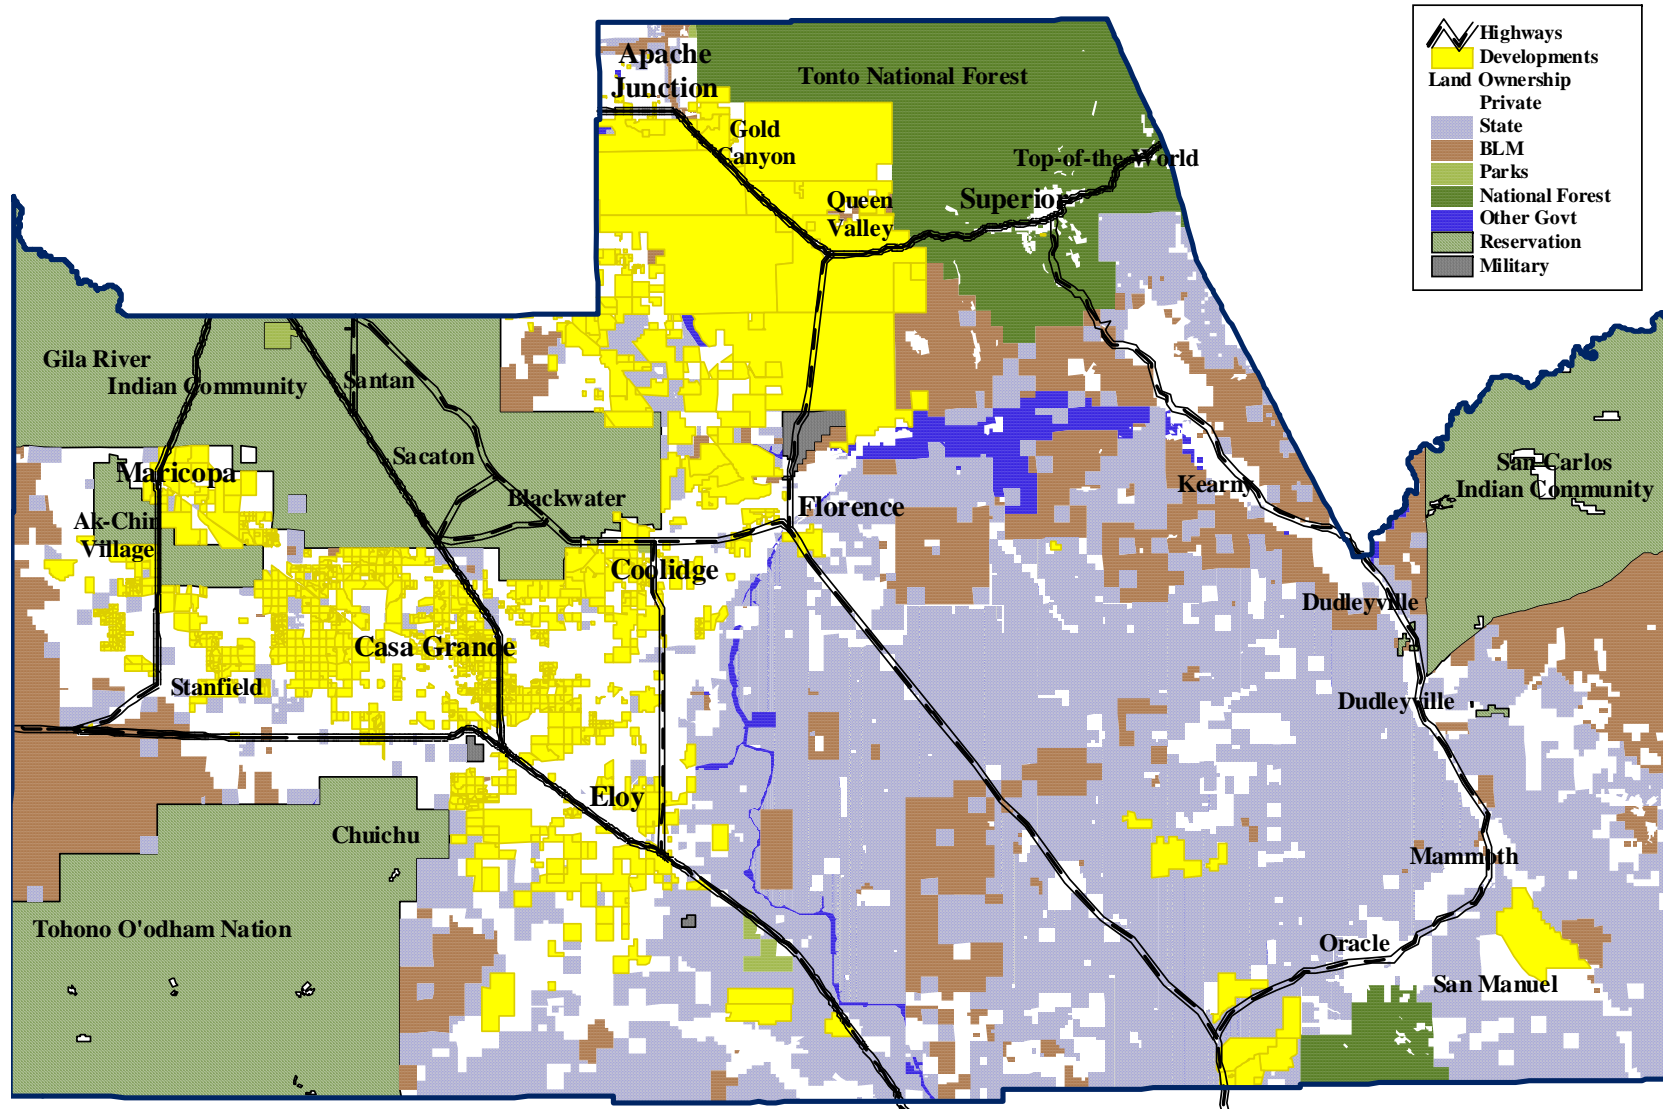 Apache
Junction
Tonto National Forest
Gold
Canyon
Top-of-the-World
Queen
Valley
Superior
Highways
Developments
Land Ownership
Private
State
BLM
Parks
National Forest
Other Govt
Reservation
Military
Gila River
Indian Community
Santan
Sacaton
Maricopa
Blackwater
Ak-Chin
Village
Florence
Kearny
San Carlos
Indian Community
Coolidge
Dudleyville
Casa Grande
Stanfield
Dudleyville
Eloy
Chuichu
Mammoth
Tohono O'odham Nation
Oracle
San Manuel